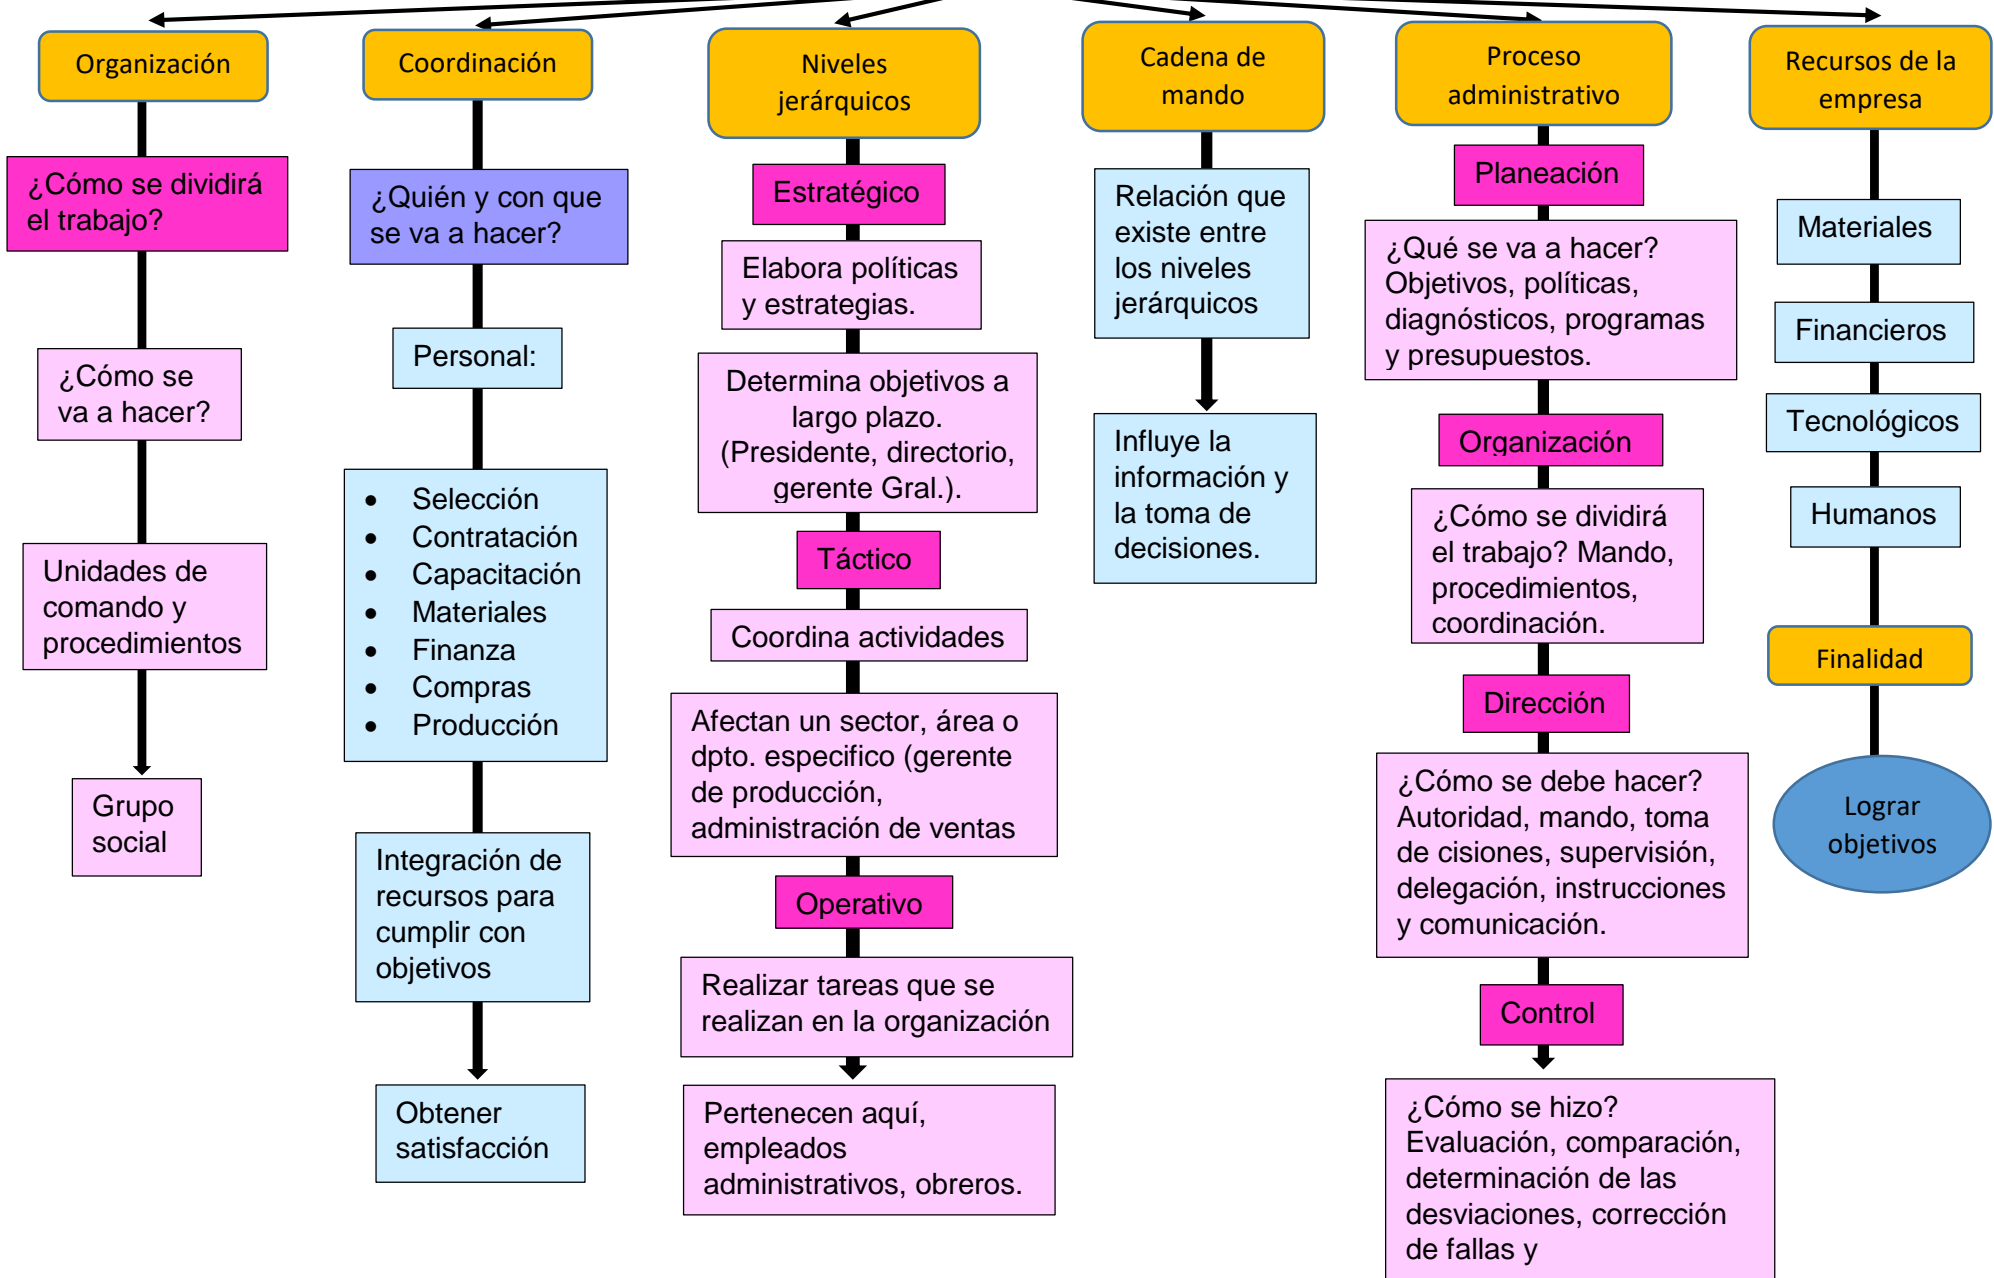 Organización
¿Cómo se dividirá
el trabajo?
¿Cómo se
va a hacer?
Unidades de
comando y
procedimientos
Grupo
social
Coordinación
¿Quién y con que
se va a hacer?
Personal:
• Selección
• Contratación
• Capacitación
• Materiales
• Finanza
• Compras
• Producción
Integración de
recursos para
cumplir con
objetivos
Obtener
satisfacción
Niveles
jerárquicos
Estratégico
Elabora políticas
y estrategias.
Determina objetivos a
largo plazo.
(Presidente, directorio,
gerente Gral.).
Táctico
Coordina actividades
Afectan un sector, área o
dpto. especifico (gerente
de producción,
administración de ventas
Operativo
Realizar tareas que se
realizan en la organización
Pertenecen aquí,
empleados
administrativos, obreros.
Cadena de
mando
Relación que
existe entre
los niveles
jerárquicos
Influye la
información y
la toma de
decisiones.
Proceso
administrativo
Planeación
¿Qué se va a hacer?
Objetivos, políticas,
diagnósticos, programas
y presupuestos.
Organización
¿Cómo se dividirá
el trabajo? Mando,
procedimientos,
coordinación.
Dirección
¿Cómo se debe hacer?
Autoridad, mando, toma
de cisiones, supervisión,
delegación, instrucciones
y comunicación.
Control
¿Cómo se hizo?
Evaluación, comparación,
determinación de las
desviaciones, corrección
de fallas y
Recursos de la
empresa
Materiales
Financieros
Tecnológicos
Humanos
Finalidad
Lograr
objetivos